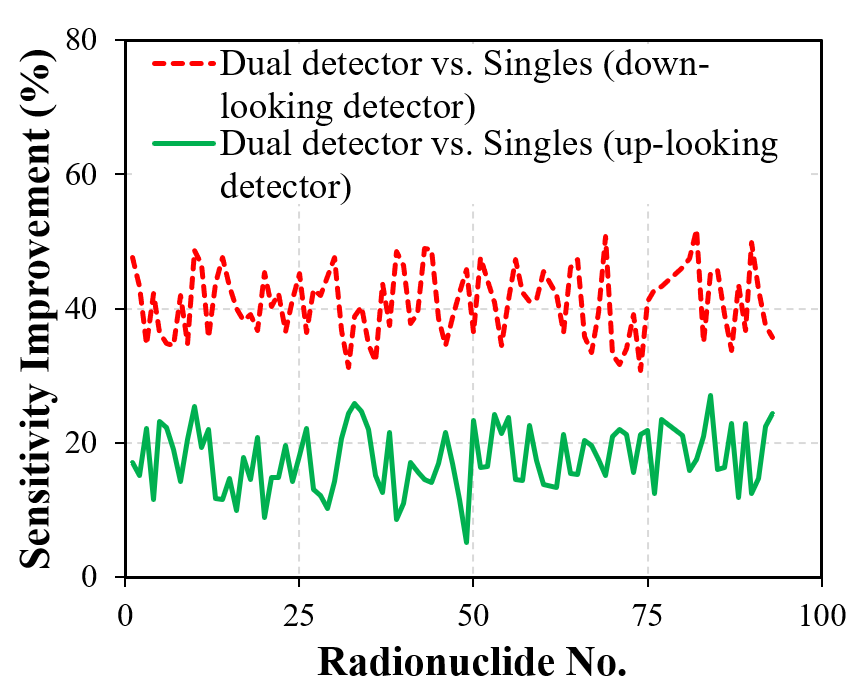 80
60
40
20
0
Sensitivity Improvement (%)
Dual detector vs. Singles (down-
looking detector)
Dual detector vs. Singles (up-looking
detector)
0 25 50 75 100
Radionuclide No.